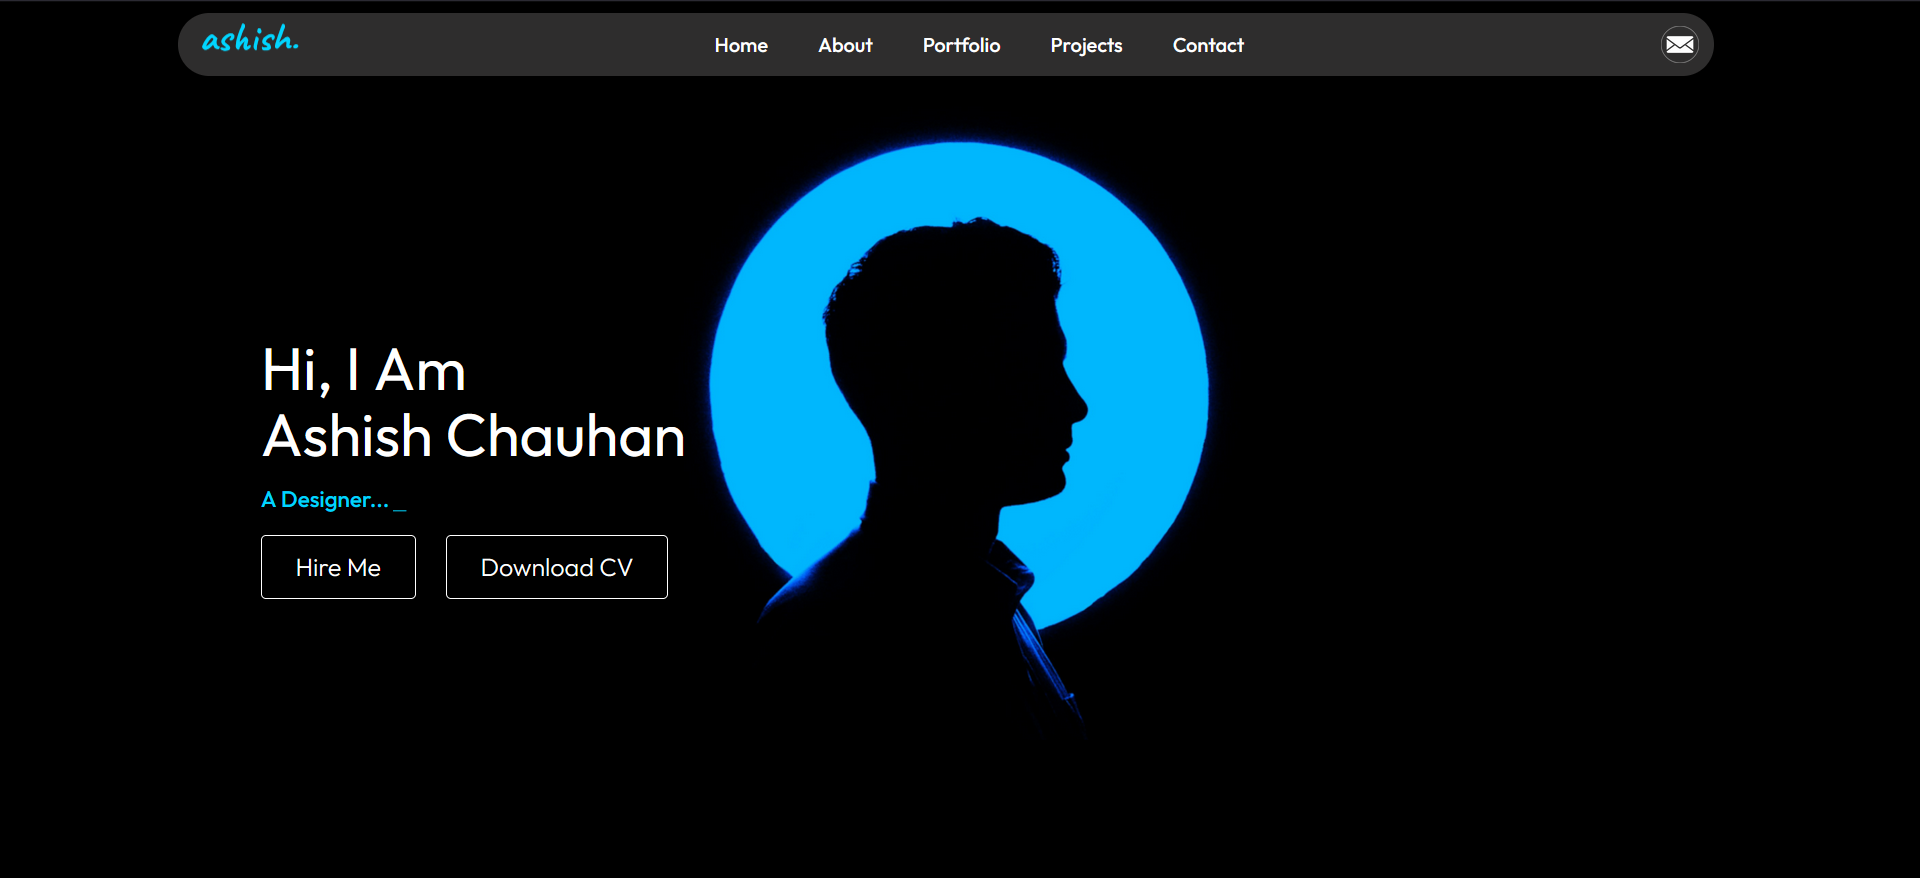 ashish.
Home About Portfolio Projects Contact
Hi, I Am
Ashish Chauhan
A Designer... _
Hire Me Download CV